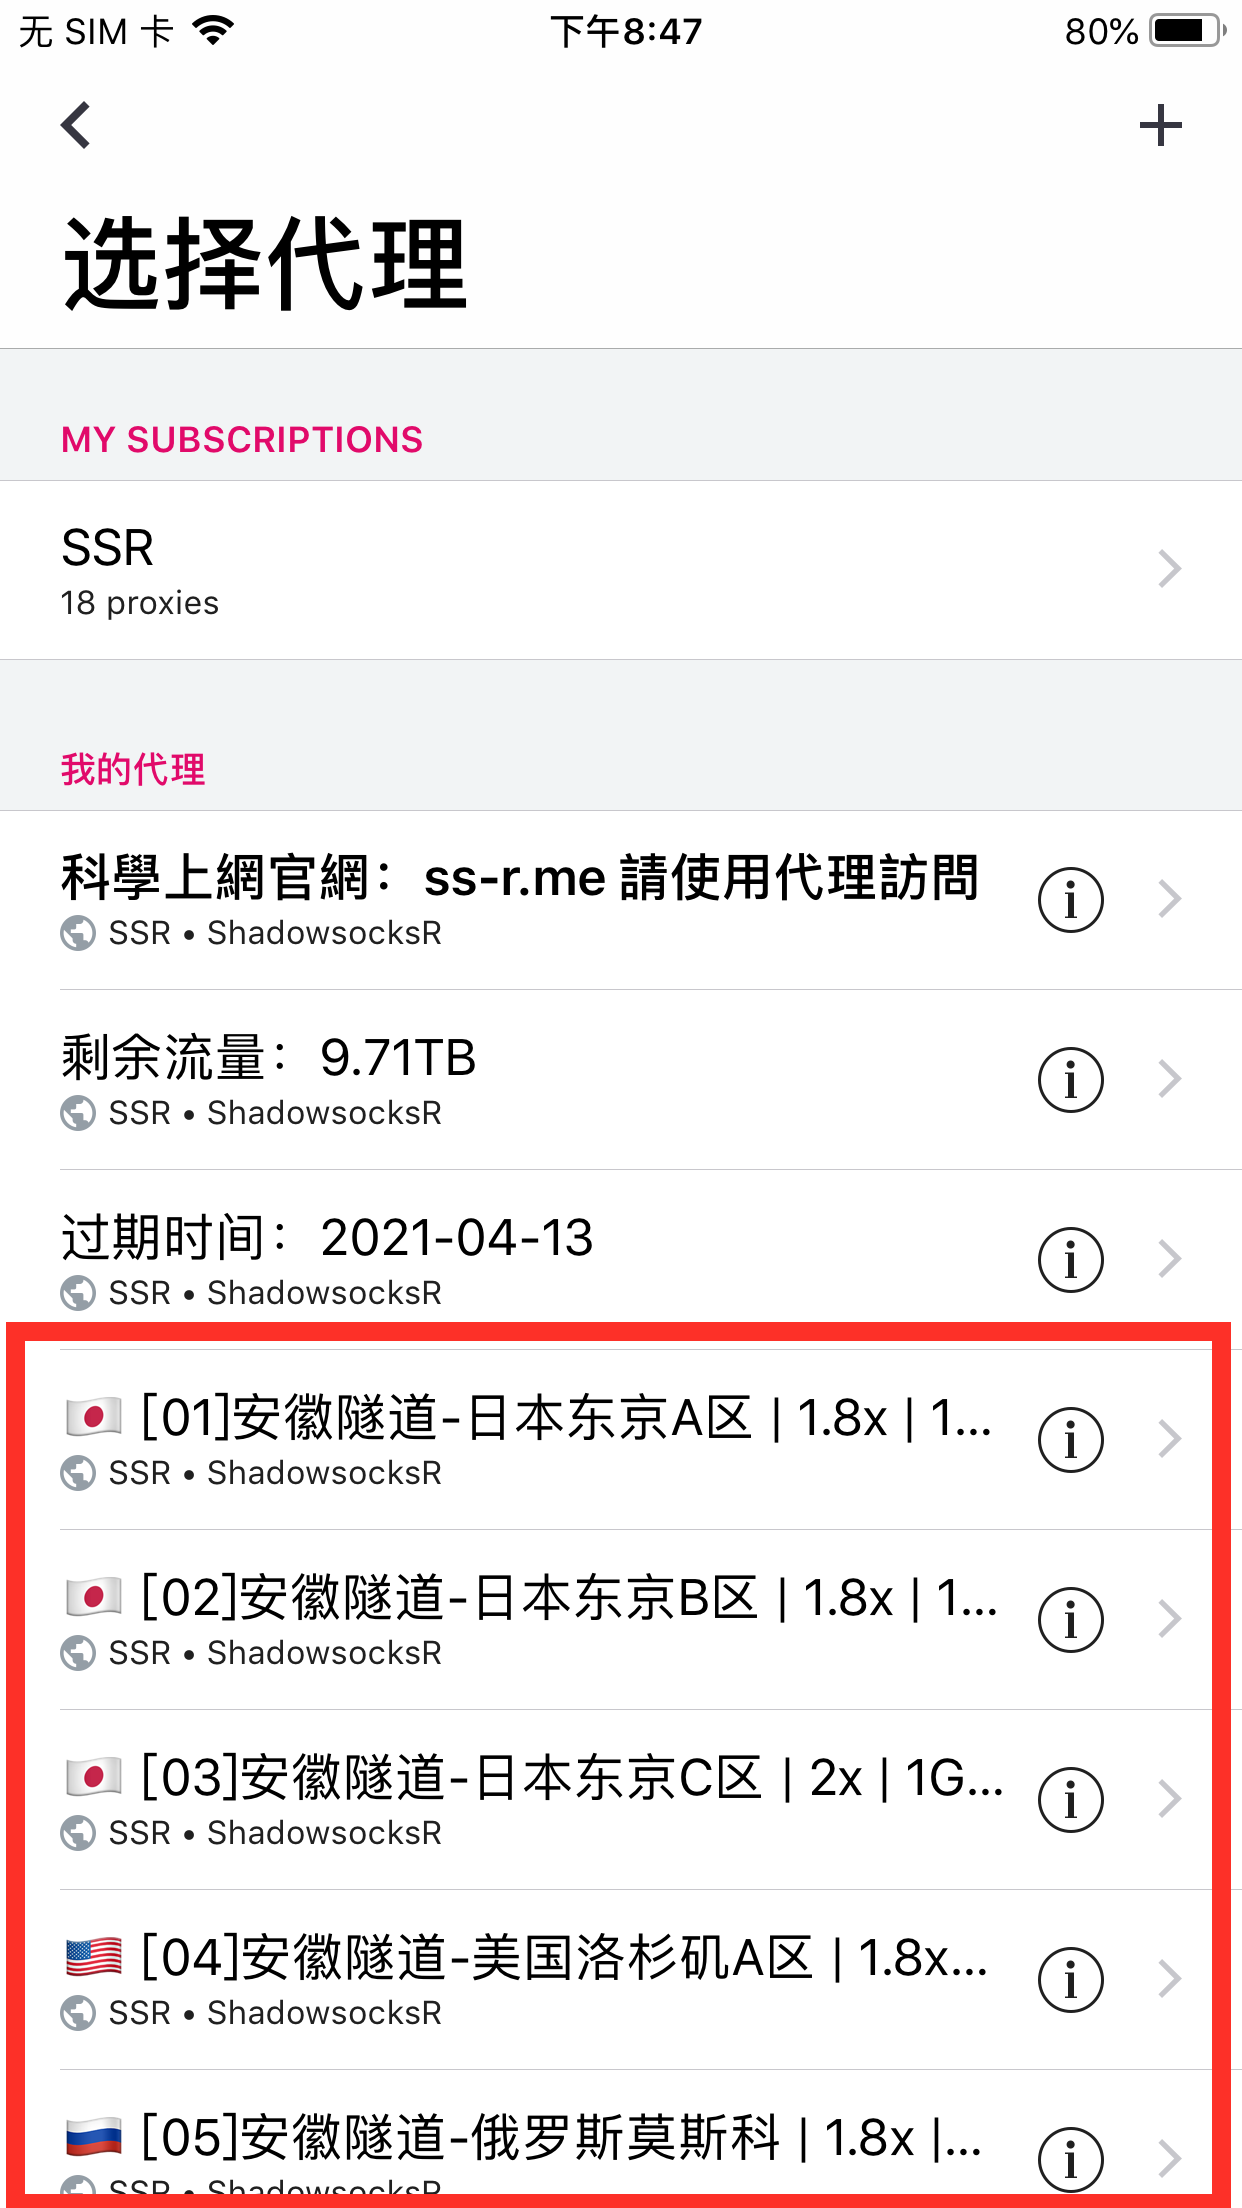 无 SIM 卡
下午8:47
80%
选择代理
MY SUBSCRIPTIONS
SSR
18 proxies
我的代理
科學上網官網：ss-r.me 請使用代理訪問
SSR • ShadowsocksR
剩余流量：9.71TB
SSR • ShadowsocksR
过期时间：2021-04-13
SSR • ShadowsocksR
[01]安徽隧道-日本东京A区 | 1.8x | 1...
SSR • ShadowsocksR
[02]安徽隧道-日本东京B区 | 1.8x | 1...
SSR • ShadowsocksR
[03]安徽隧道-日本东京C区 | 2x | 1G...
SSR • ShadowsocksR
[04]安徽隧道-美国洛杉矶A区 | 1.8x...
SSR • ShadowsocksR
[05]安徽隧道-俄罗斯莫斯科 | 1.8x |...
SSR • ShadowsocksR